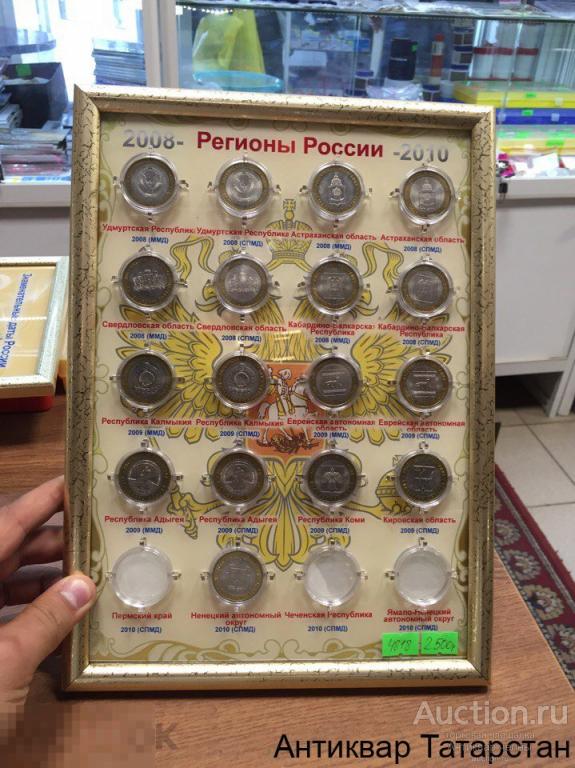 2008- Регионы России -2010
Удмуртская Республика Удмуртская Республика Астраханская область Астраханская область
2008 (ММД) 2008 (СПМД) 2008 (ММД) 2008 (СПМД)
Свердловская область Свердловская область Кабардино-Балкарская Республика Кабардино-Балкарская Республика
2008 (ММД) 2008 (СПМД) 2008 (ММД) 2008 (СПМД)
Республика Калмыкия Республика Калмыкия Еврейская автономная область Еврейская автономная область
2009 (ММД) 2009 (СПМД) 2009 (ММД) 2009 (СПМД)
Республика Адыгея Республика Адыгея Республика Коми Кировская область
2009 (ММД) 2009 (СПМД) 2009 (СПМД) 2009 (СПМД)
Пермский край Ненецкий автономный округ Чеченская Республика Ямало-Ненецкий автономный округ
2010 (СПМД) 2010 (СПМД) 2010 (СПМД) 2010 (СПМД)
4818 2.500р
Знаменательные даты России
Auction.ru
торговая площадка
Антиквар Татарстан